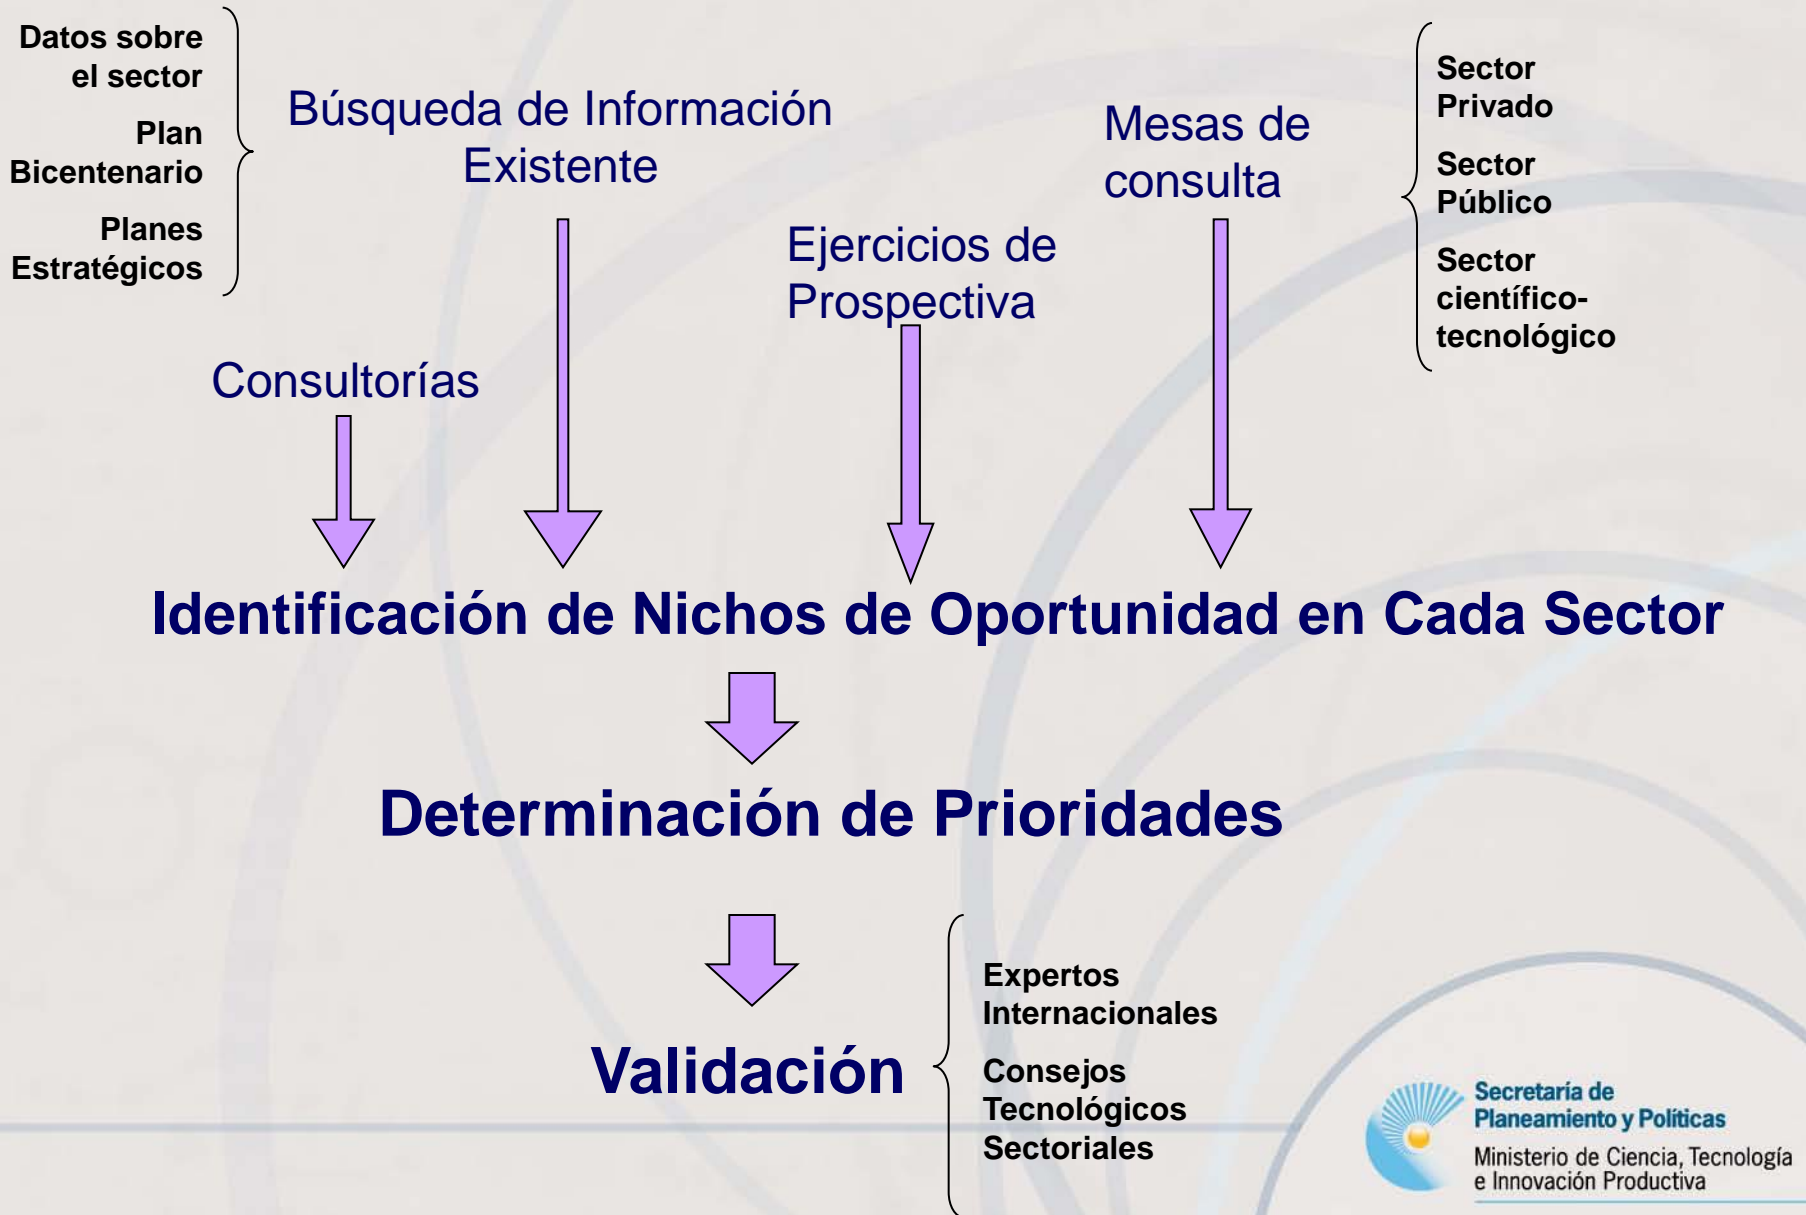 Datos sobre
el sector
Plan
Bicentenario
Planes
Estratégicos
Búsqueda de Información
Existente
Mesas de
consulta
Sector
Privado
Sector
Público
Sector
científico-
tecnológico
Ejercicios de
Prospectiva
Consultorías
Identificación de Nichos de Oportunidad en Cada Sector
Determinación de Prioridades
Validación
Expertos
Internacionales
Consejos
Tecnológicos
Sectoriales
Secretaría de
Planeamiento y Políticas
Ministerio de Ciencia, Tecnología
e Innovación Productiva